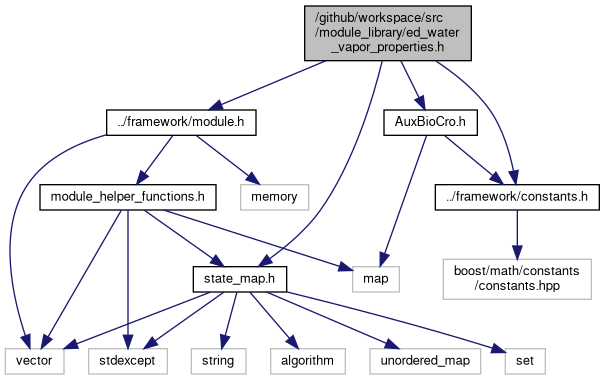 /github/workspace/src
/module_library/ed_water
_vapor_properties.h
../framework/module.h
AuxBioCro.h
module_helper_functions.h
memory
../framework/constants.h
state_map.h
map
boost/math/constants
/constants.hpp
vector
stdexcept
string
algorithm
unordered_map
set